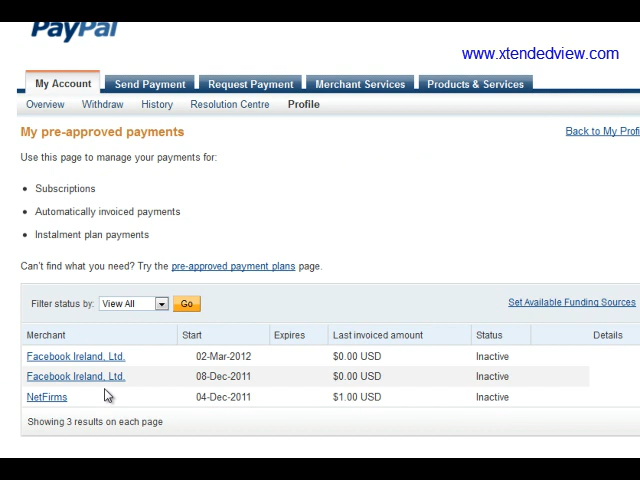 PayPal
www.xtendedview.com
My Account Send Payment Request Payment Merchant Services Products & Services
Overview Withdraw History Resolution Centre Profile
My pre-approved payments
Back to My Profi
Use this page to manage your payments for:
Subscriptions
Automatically invoiced payments
Instalment plan payments
Can't find what you need? Try the pre-approved payment plans page.
Filter status by: View All Go
Set Available Funding Sources
Merchant Start Expires Last invoiced amount Status Details
Facebook Ireland, Ltd. 02-Mar-2012 $0.00 USD Inactive
Facebook Ireland, Ltd. 08-Dec-2011 $0.00 USD Inactive
NetFirms 04-Dec-2011 $1.00 USD Inactive
Showing 3 results on each page